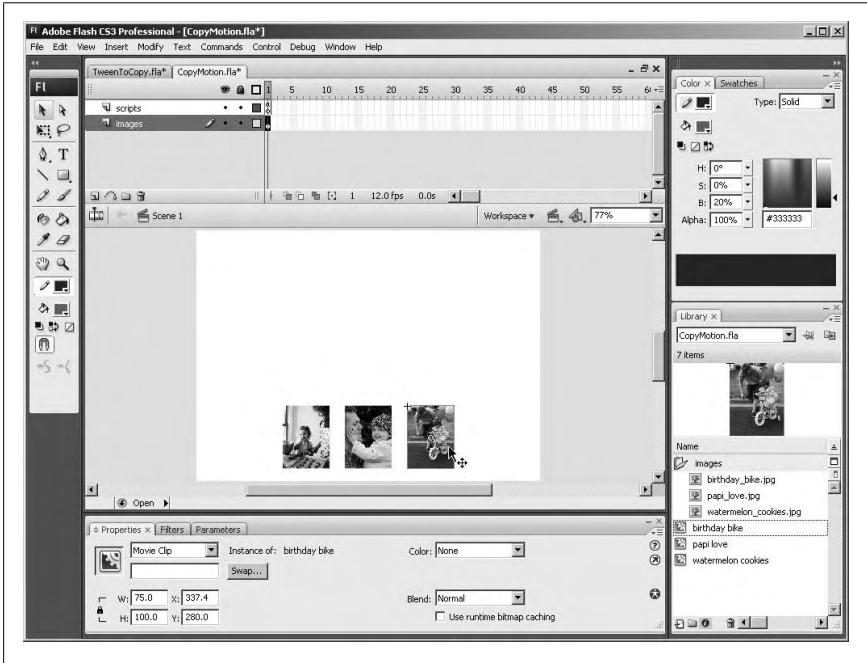 Fl Adobe Flash CS3 Professional - [CopyMotion.fla*]
File Edit View Insert Modify Text Commands Control Debug Window Help
Fl
TweenToCopy.fla* CopyMotion.fla*
1 5 10 15 20 25 30 35 40 45 50 55
scripts
images
1 12.0 fps 0.0s
Scene 1
Workspace
77%
Open
Color × Swatches
Type: Solid
H: 0°
S: 0%
B: 20%
Alpha: 100%
#333333
Library ×
CopyMotion.fla
7 items
Name
images
birthday_bike.jpg
papi_love.jpg
watermelon_cookies.jpg
birthday bike
papi love
watermelon cookies
Properties × Filters Parameters
Movie Clip
Instance of: birthday bike
Color: None
Swap...
W: 75.0 X: 337.4
H: 100.0 Y: 280.0
Blend: Normal
Use runtime bitmap caching